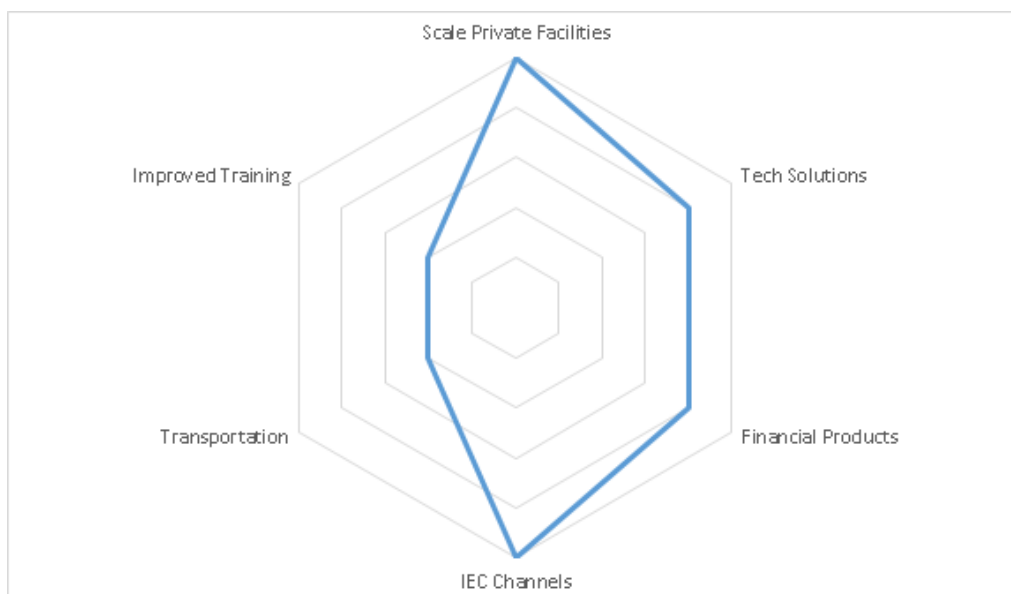 Scale Private Facilities
Improved Training
Tech Solutions
Transportation
Financial Products
IEC Channels